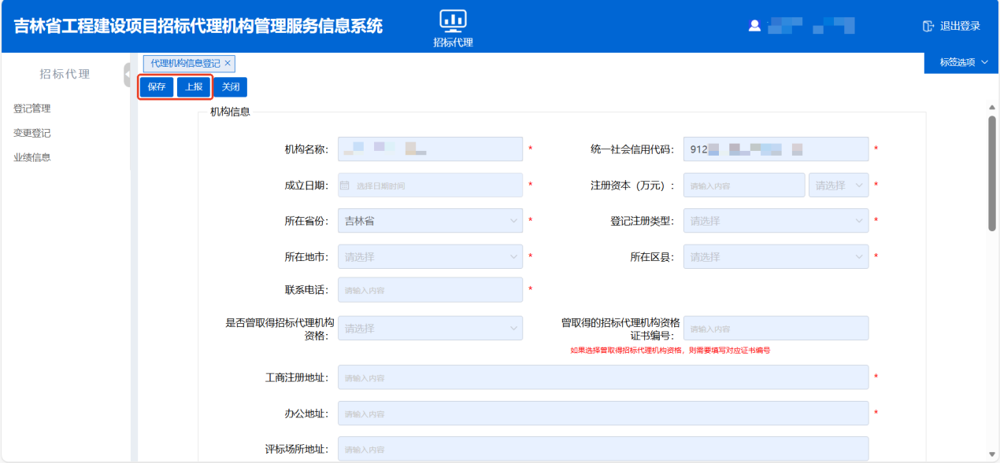 吉林省工程建设项目招标代理机构管理服务信息系统
招标代理
退出登录
标签选项
招标代理
登记管理
变更登记
业绩信息
代理机构信息登记 ×
保存 上报 关闭
机构信息
机构名称: * 统一社会信用代码: 912 *
成立日期: 选择日期时间 * 注册资本（万元）: 请输入内容 请选择 *
所在省份: 吉林省 * 登记注册类型: 请选择 *
所在地市: 请选择 * 所在区县: 请选择 *
联系电话: 请输入内容 *
是否曾取得招标代理机构资格: 请选择 曾取得的招标代理机构资格证书编号: 请输入内容
如果选择曾取得招标代理机构资格，则需要填写对应证书编号
工商注册地址: 请输入内容 *
办公地址: 请输入内容 *
评标场所地址: 请输入内容